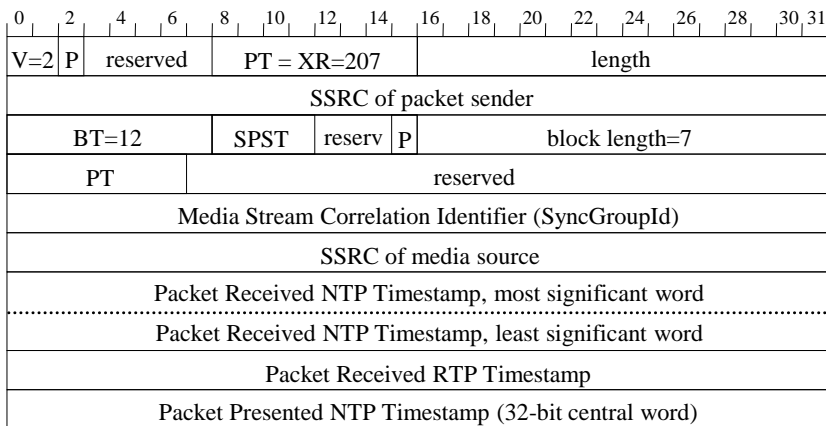 0 2 4 6 8 10 12 14 16 18 20 22 24 26 28 30 31
V=2 P reserved PT = XR=207 length
SSRC of packet sender
BT=12 SPST reserv P block length=7
PT reserved
Media Stream Correlation Identifier (SyncGroupId)
SSRC of media source
Packet Received NTP Timestamp, most significant word
Packet Received NTP Timestamp, least significant word
Packet Received RTP Timestamp
Packet Presented NTP Timestamp (32-bit central word)